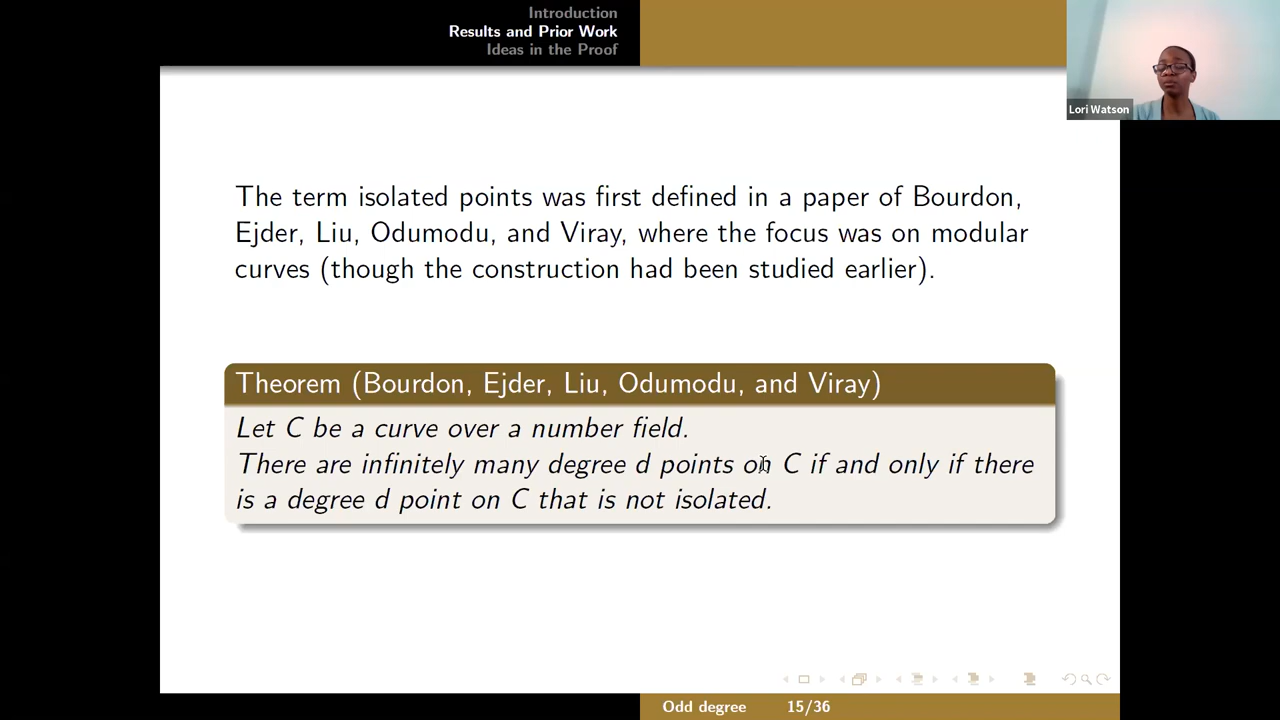 Introduction
Results and Prior Work
Ideas in the Proof
Lori Watson
The term isolated points was first defined in a paper of Bourdon,
Ejder, Liu, Odumodu, and Viray, where the focus was on modular
curves (though the construction had been studied earlier).
Theorem (Bourdon, Ejder, Liu, Odumodu, and Viray)
Let C be a curve over a number field.
There are infinitely many degree d points on C if and only if there
is a degree d point on C that is not isolated.
Odd degree 15/36